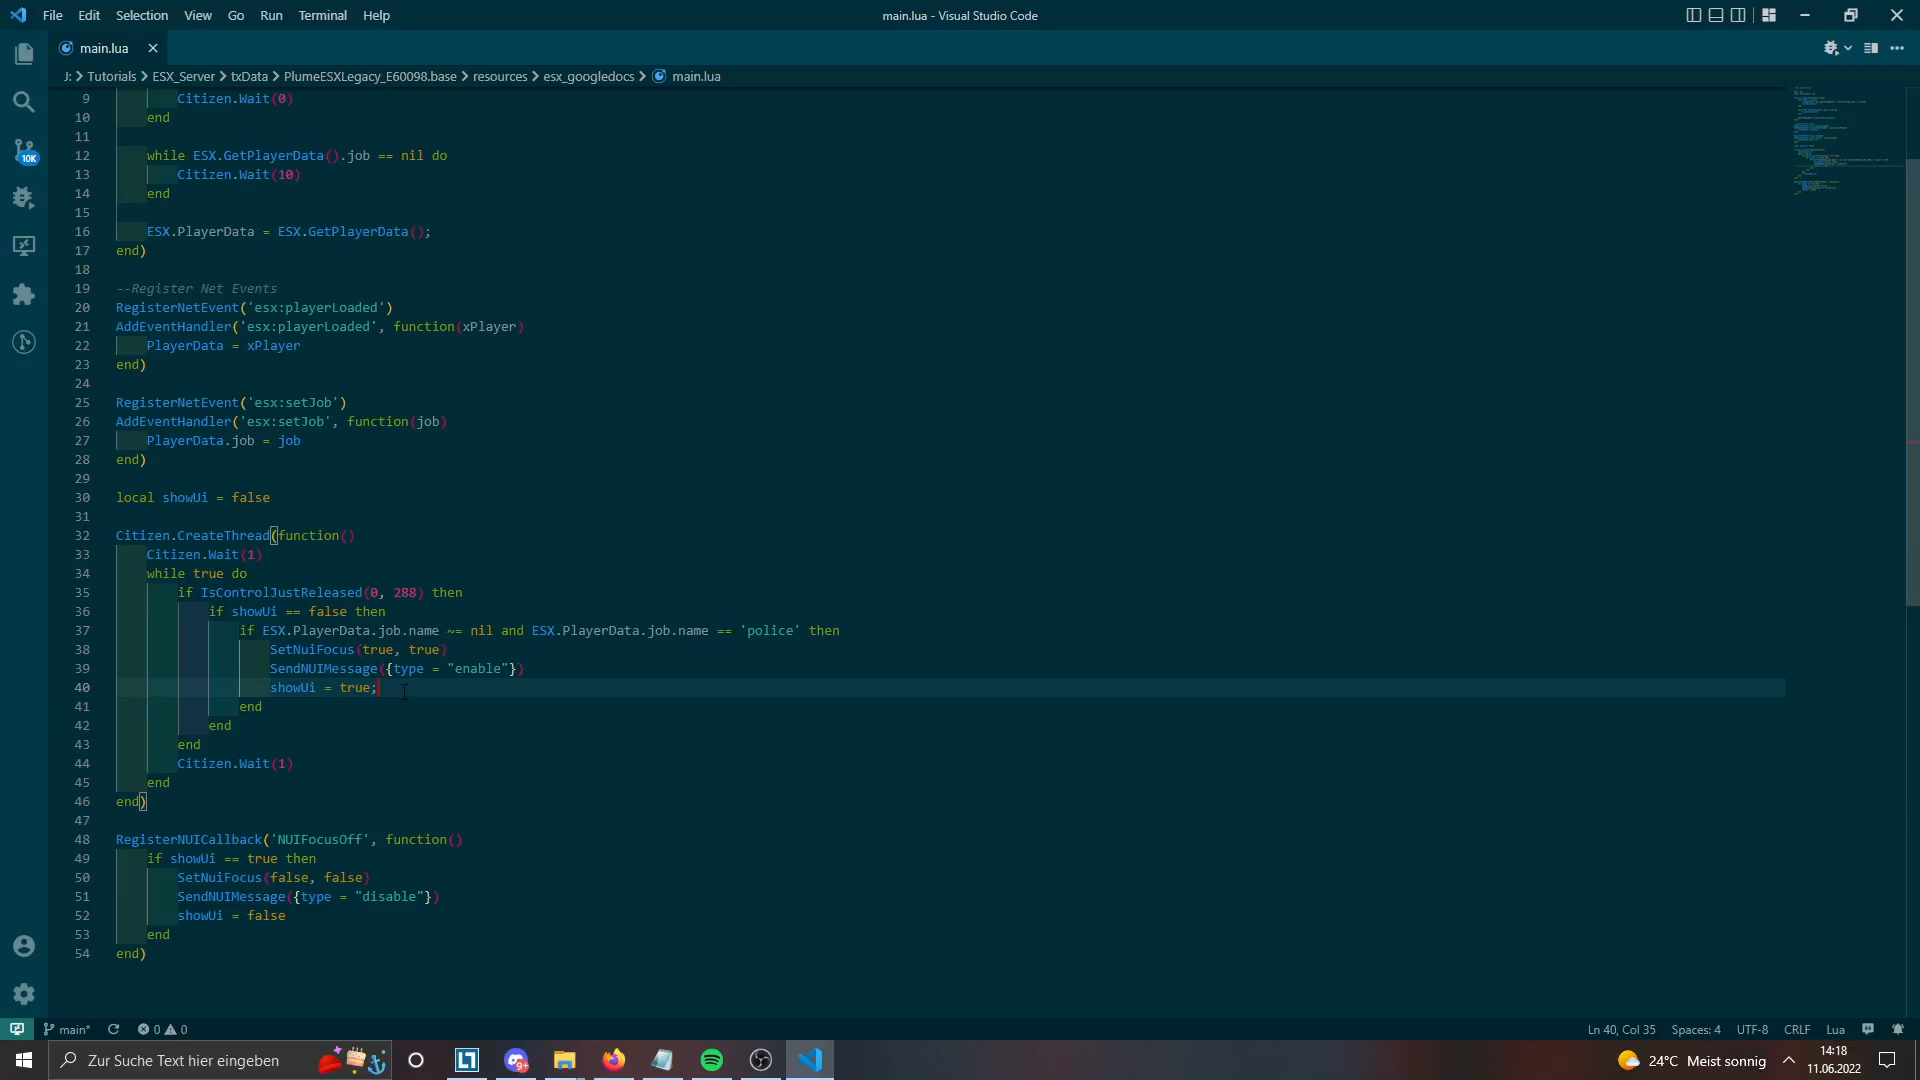 File Edit Selection View Go Run Terminal Help
main.lua - Visual Studio Code
main.lua
J: > Tutorials > ESX_Server > txData > PlumeESXLegacy_E60098.base > resources > esx_googledocs > main.lua
9 Citizen.Wait(0)
10 end
11
12 while ESX.GetPlayerData().job == nil do
13 Citizen.Wait(10)
14 end
15
16 ESX.PlayerData = ESX.GetPlayerData();
17 end)
18
19 --Register Net Events
20 RegisterNetEvent('esx:playerLoaded')
21 AddEventHandler('esx:playerLoaded', function(xPlayer)
22 PlayerData = xPlayer
23 end)
24
25 RegisterNetEvent('esx:setJob')
26 AddEventHandler('esx:setJob', function(job)
27 PlayerData.job = job
28 end)
29
30 local showUi = false
31
32 Citizen.CreateThread(function()
33 Citizen.Wait(1)
34 while true do
35 if IsControlJustReleased(0, 288) then
36 if showUi == false then
37 if ESX.PlayerData.job.name ~= nil and ESX.PlayerData.job.name == 'police' then
38 SetNuiFocus(true, true)
39 SendNUIMessage({type = "enable"})
40 showUi = true;
41 end
42 end
43 end
44 Citizen.Wait(1)
45 end
46 end)
47
48 RegisterNUICallback('NUIFocusOff', function()
49 if showUi == true then
50 SetNuiFocus(false, false)
51 SendNUIMessage({type = "disable"})
52 showUi = false
53 end
54 end)
10K
main* 0 0
Ln 40, Col 35 Spaces: 4 UTF-8 CRLF Lua
Zur Suche Text hier eingeben
9+
24°C Meist sonnig
14:18
11.06.2022